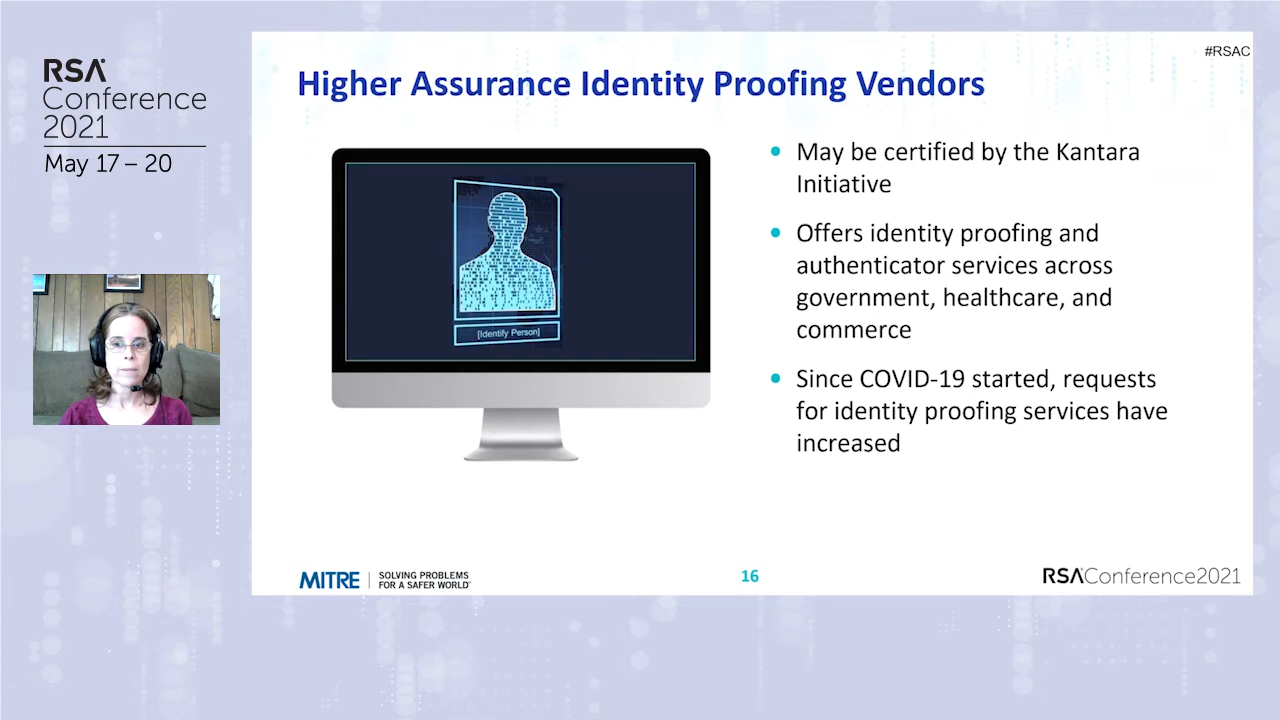 RSA
Conference
2021
May 17 – 20
#RSAC
Higher Assurance Identity Proofing Vendors
[Identify Person]
• May be certified by the Kantara
Initiative
• Offers identity proofing and
authenticator services across
government, healthcare, and
commerce
• Since COVID-19 started, requests
for identity proofing services have
increased
MITRE
SOLVING PROBLEMS
FOR A SAFER WORLD
16
RSAConference2021